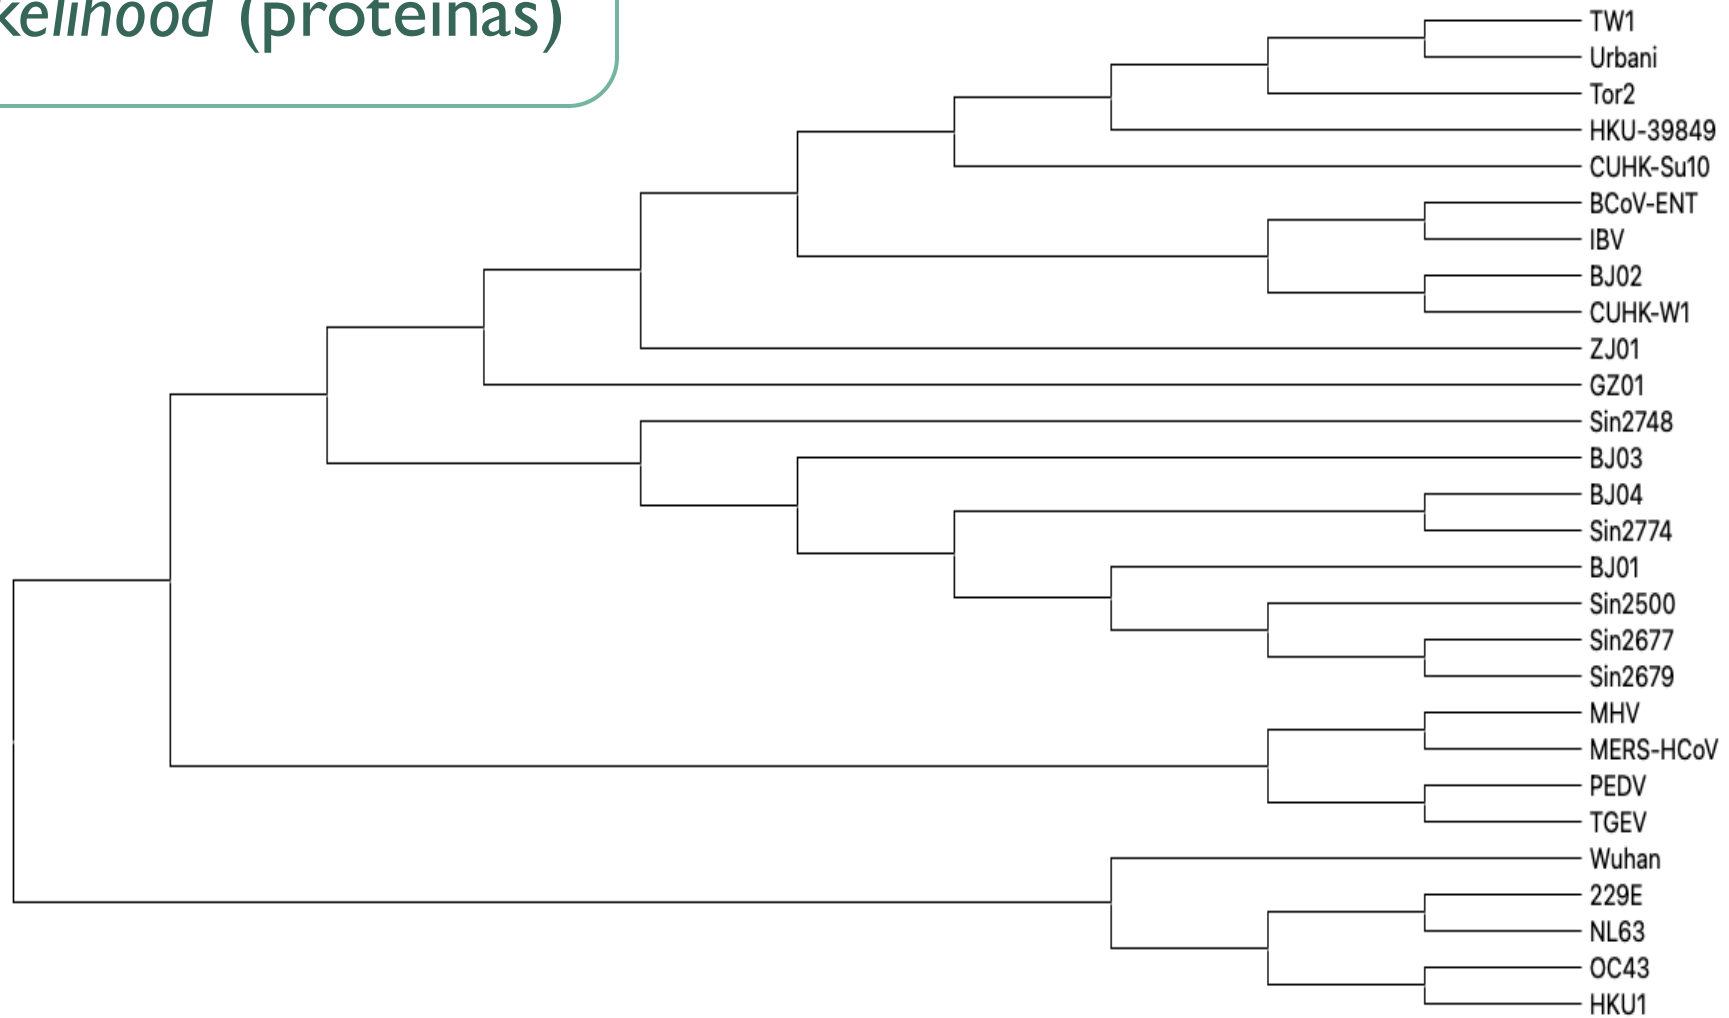 kelihood (proteínas)
TW1
Urbani
Tor2
HKU-39849
CUHK-Su10
BCoV-ENT
IBV
BJ02
CUHK-W1
ZJ01
GZ01
Sin2748
BJ03
BJ04
Sin2774
BJ01
Sin2500
Sin2677
Sin2679
MHV
MERS-HCoV
PEDV
TGEV
Wuhan
229E
NL63
OC43
HKU1